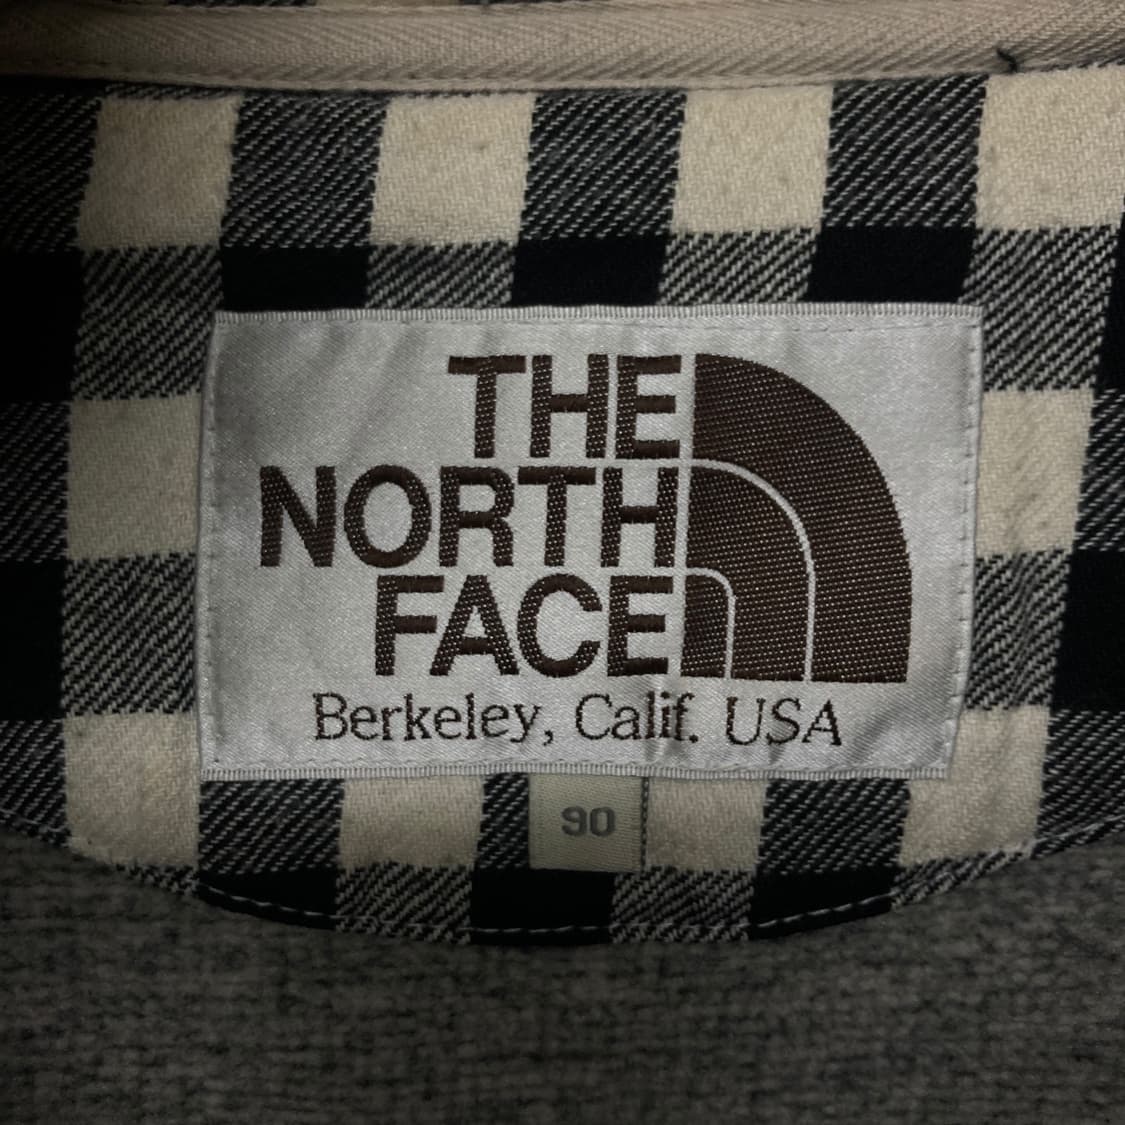 THE
NORTH
FACE
Berkeley, Calif. USA
90